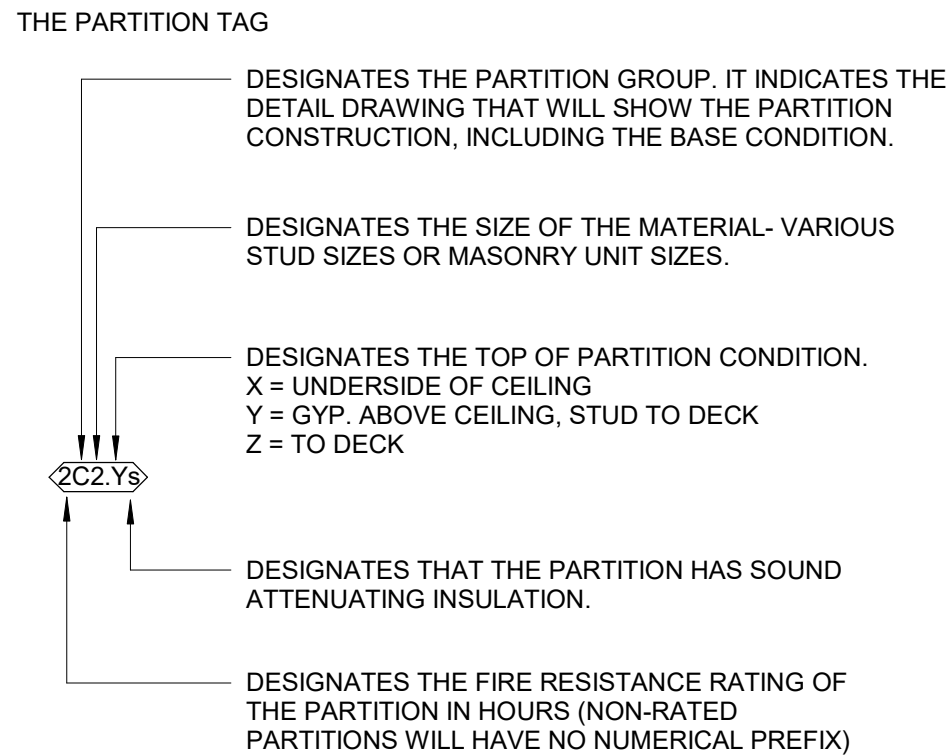 THE PARTITION TAG
DESIGNATES THE PARTITION GROUP. IT INDICATES THE
DETAIL DRAWING THAT WILL SHOW THE PARTITION
CONSTRUCTION, INCLUDING THE BASE CONDITION.
DESIGNATES THE SIZE OF THE MATERIAL- VARIOUS
STUD SIZES OR MASONRY UNIT SIZES.
DESIGNATES THE TOP OF PARTITION CONDITION.
X = UNDERSIDE OF CEILING
Y = GYP. ABOVE CEILING, STUD TO DECK
Z = TO DECK
2C2.Ys
DESIGNATES THAT THE PARTITION HAS SOUND
ATTENUATING INSULATION.
DESIGNATES THE FIRE RESISTANCE RATING OF
THE PARTITION IN HOURS (NON-RATED
PARTITIONS WILL HAVE NO NUMERICAL PREFIX)